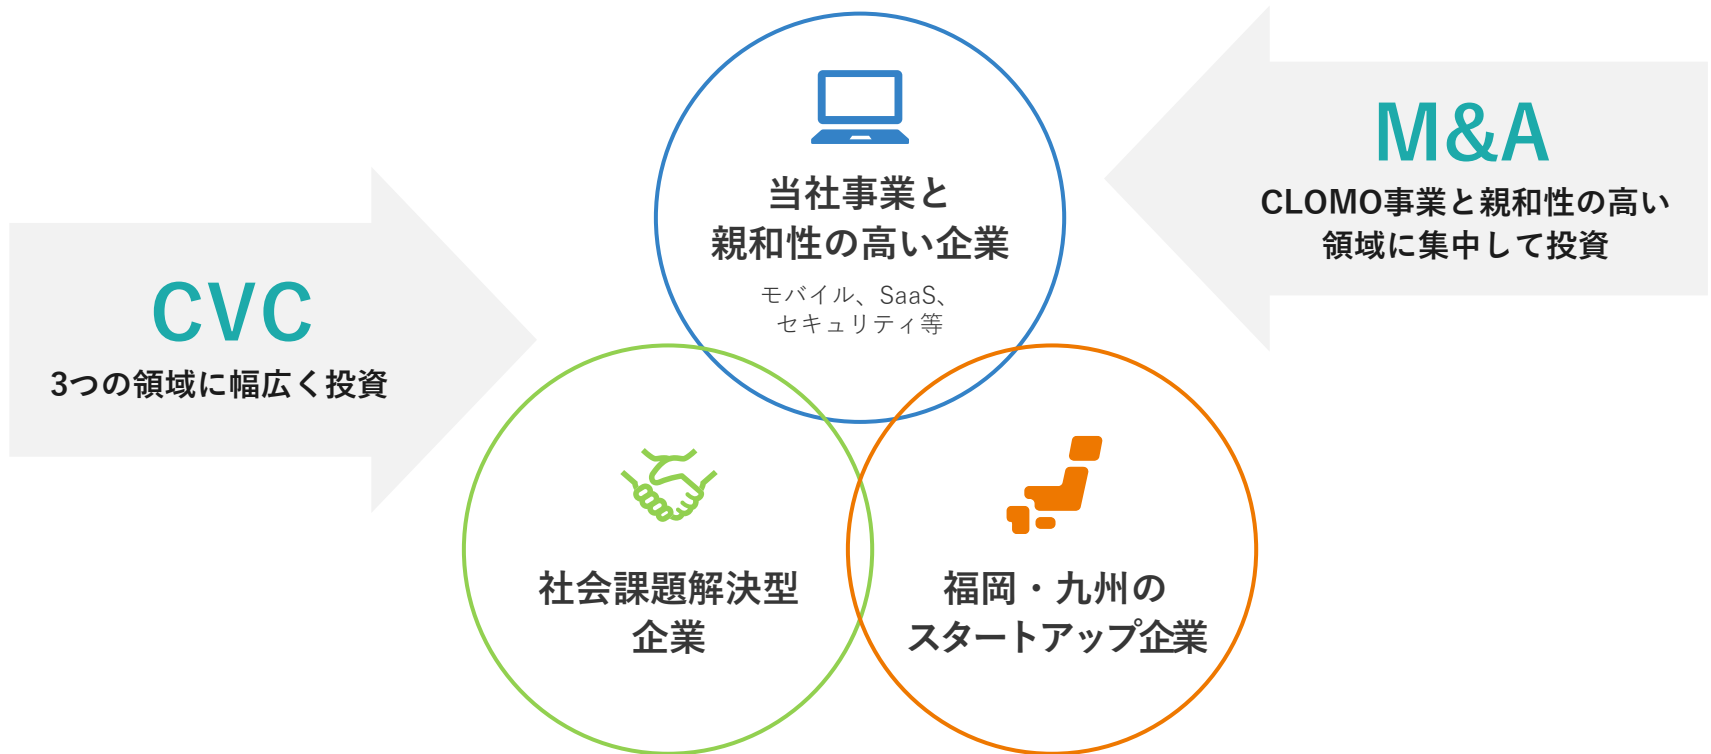 CVC
3つの領域に幅広く投資
当社事業と
親和性の高い企業
モバイル、SaaS、
セキュリティ等
M&A
CLOMO事業と親和性の高い
領域に集中して投資
社会課題解決型
企業
福岡・九州の
スタートアップ企業